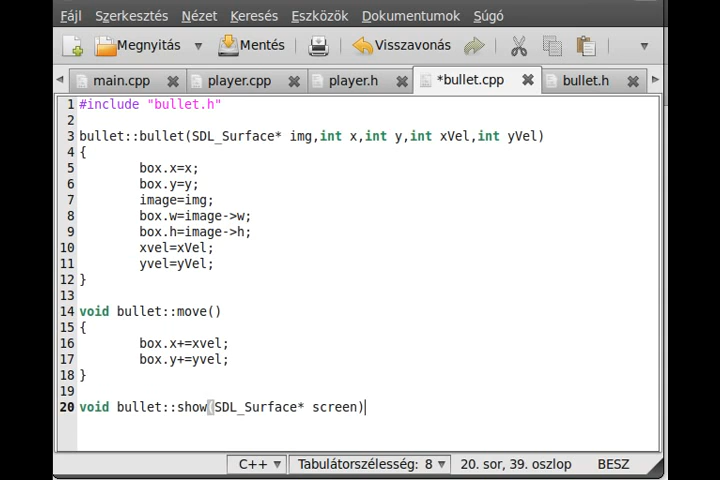 Fájl Szerkesztés Nézet Keresés Eszközök Dokumentumok Súgó
Megnyitás Mentés Visszavonás
main.cpp player.cpp player.h *bullet.cpp bullet.h
1 #include "bullet.h"
2
3 bullet::bullet(SDL_Surface* img,int x,int y,int xVel,int yVel)
4 {
5 box.x=x;
6 box.y=y;
7 image=img;
8 box.w=image->w;
9 box.h=image->h;
10 xvel=xVel;
11 yvel=yVel;
12 }
13
14 void bullet::move()
15 {
16 box.x+=xvel;
17 box.y+=yvel;
18 }
19
20 void bullet::show(SDL_Surface* screen)
C++ Tabulátorszélesség: 8 20. sor, 39. oszlop BESZ